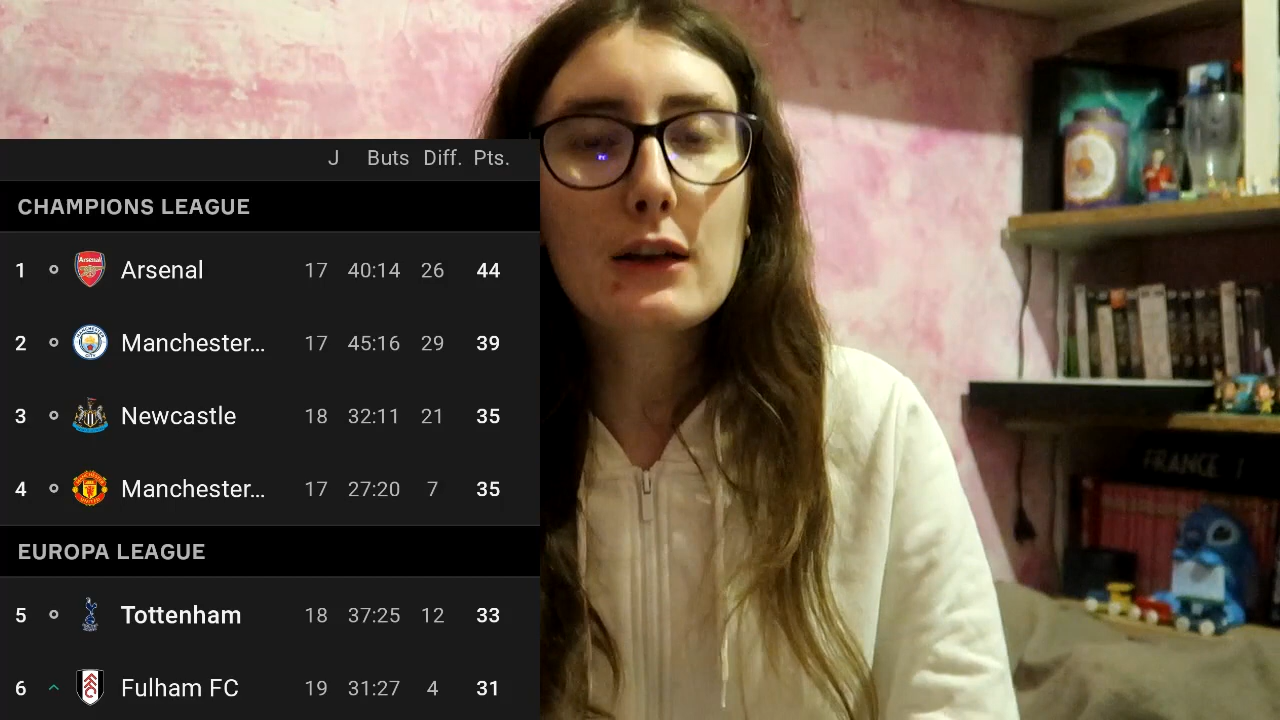 J Buts Diff. Pts.
CHAMPIONS LEAGUE
1 Arsenal 17 40:14 26 44
2 Manchester... 17 45:16 29 39
3 Newcastle 18 32:11 21 35
4 Manchester... 17 27:20 7 35
EUROPA LEAGUE
5 Tottenham 18 37:25 12 33
6 Fulham FC 19 31:27 4 31
FRANCE